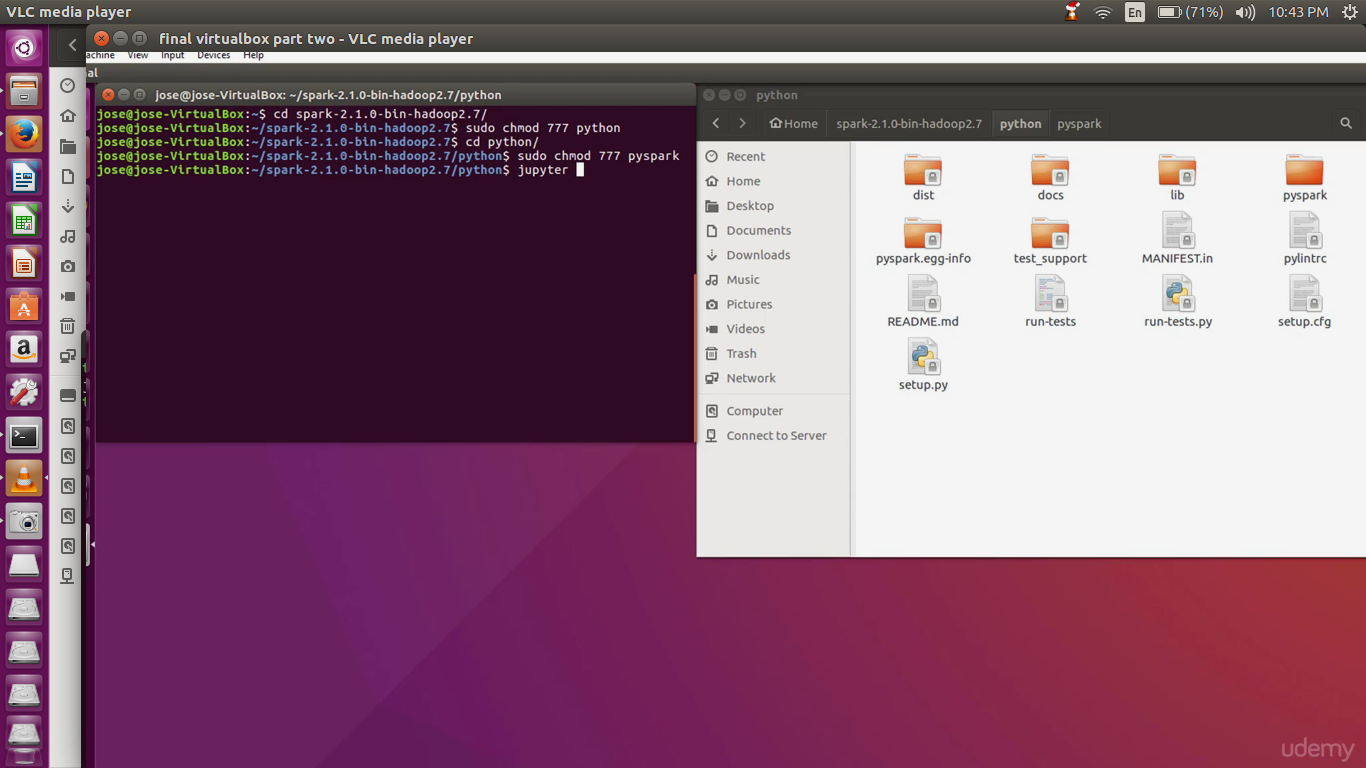 VLC media player
En
(71%)
10:43 PM
final virtualbox part two - VLC media player
achine View Input Devices Help
al
jose@jose-VirtualBox: ~/spark-2.1.0-bin-hadoop2.7/python
jose@jose-VirtualBox:~$ cd spark-2.1.0-bin-hadoop2.7/
jose@jose-VirtualBox:~/spark-2.1.0-bin-hadoop2.7$ sudo chmod 777 python
jose@jose-VirtualBox:~/spark-2.1.0-bin-hadoop2.7$ cd python/
jose@jose-VirtualBox:~/spark-2.1.0-bin-hadoop2.7/python$ sudo chmod 777 pyspark
jose@jose-VirtualBox:~/spark-2.1.0-bin-hadoop2.7/python$ jupyter
python
Home spark-2.1.0-bin-hadoop2.7 python pyspark
Recent
Home
Desktop
Documents
Downloads
Music
Pictures
Videos
Trash
Network
Computer
Connect to Server
dist docs lib pyspark
pyspark.egg-info test_support MANIFEST.in pylintrc
README.md run-tests run-tests.py setup.cfg
setup.py
udemy